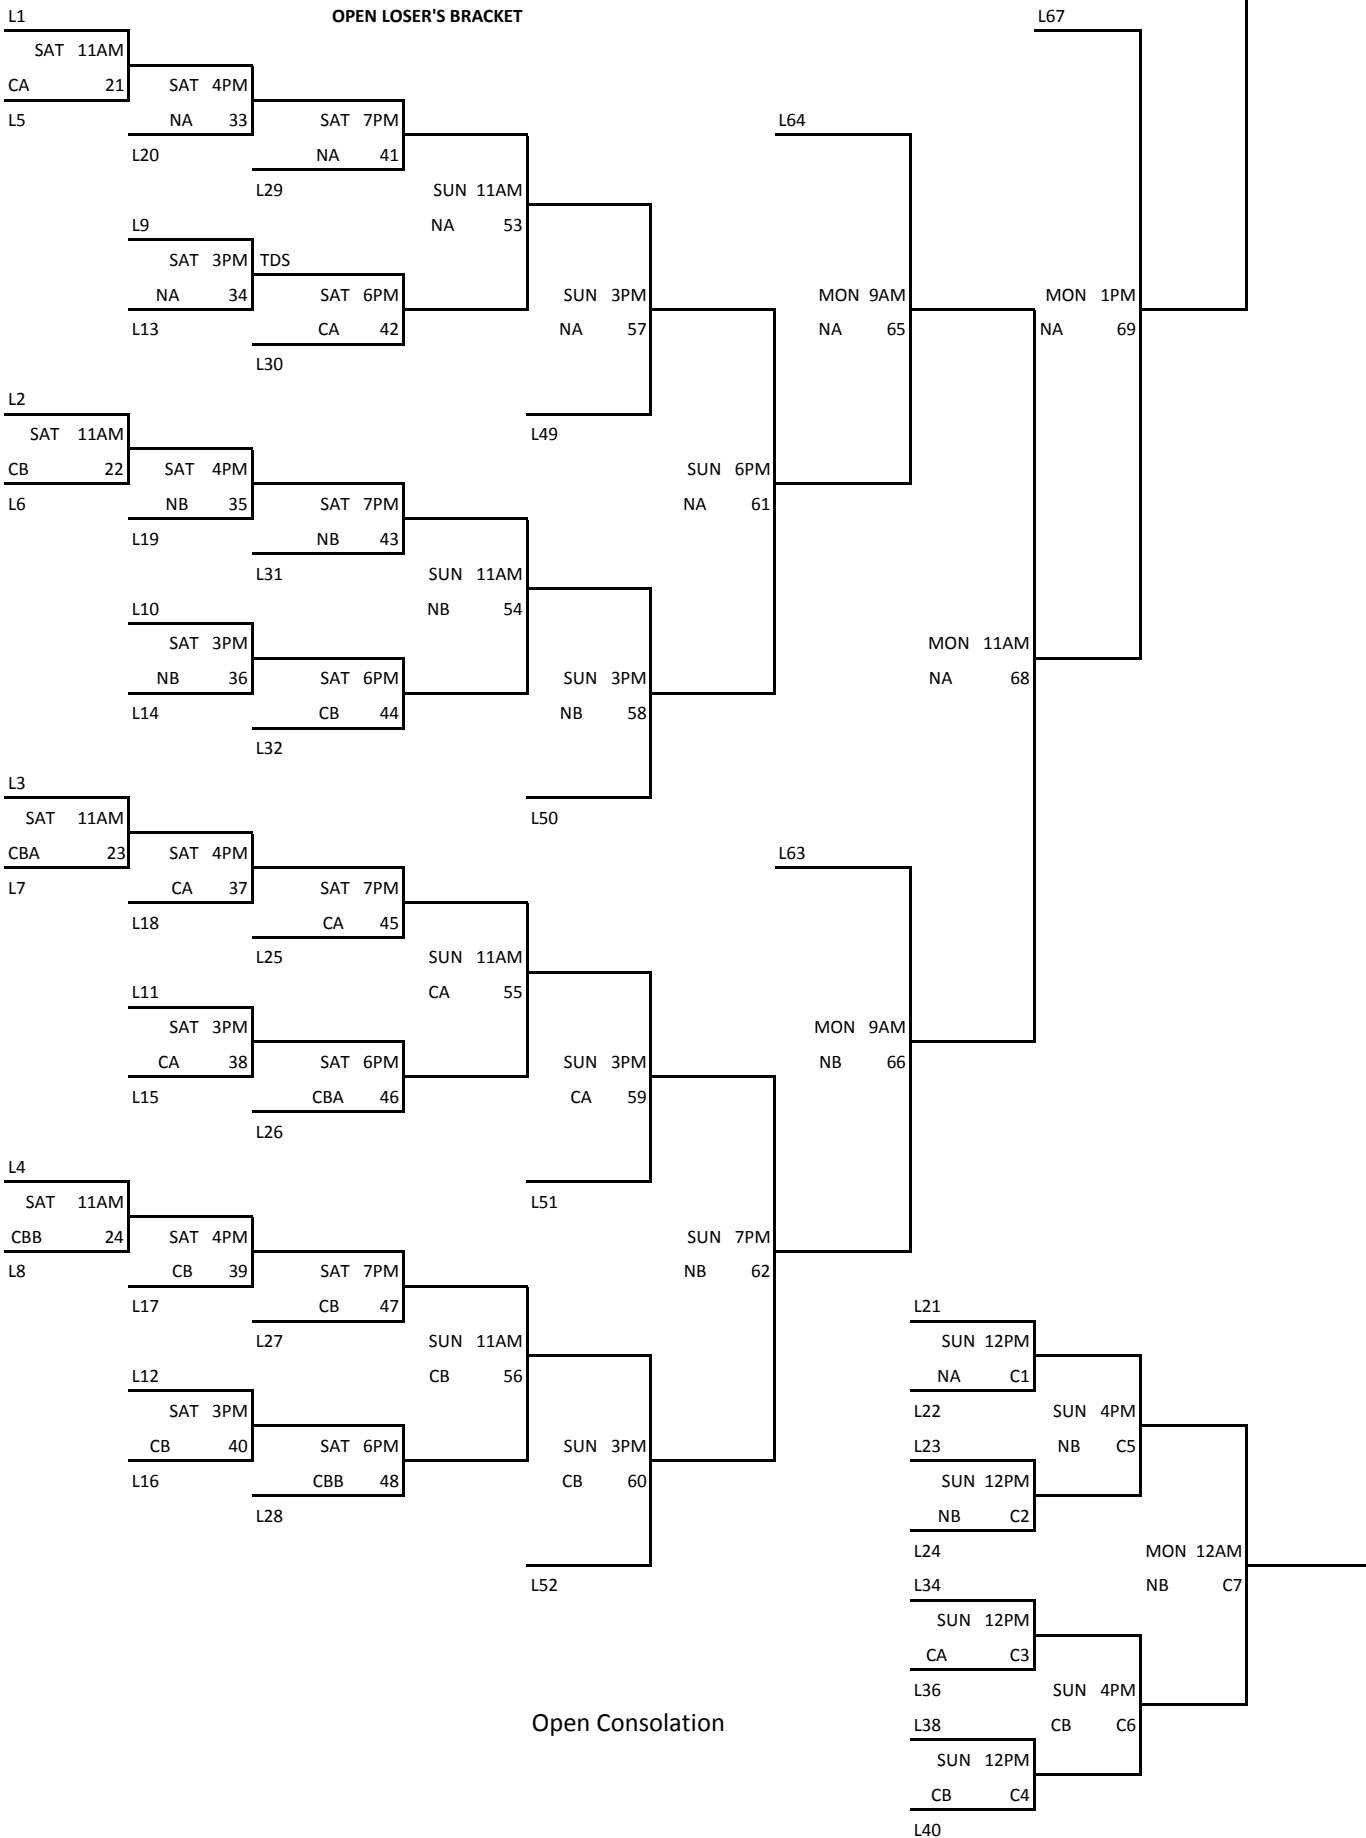 L1
OPEN LOSER'S BRACKET
L67
SAT 11AM
CA 21
SAT 4PM
L5
NA 33
SAT 7PM
L64
L20
NA 41
L29
SUN 11AM
L9
NA 53
SAT 3PM TDS
NA 34
SAT 6PM
SUN 3PM
MON 9AM
MON 1PM
L13
CA 42
NA 57
NA 65
NA 69
L30
L2
SAT 11AM
L49
CB 22
SAT 4PM
SUN 6PM
L6
NB 35
SAT 7PM
NA 61
L19
NB 43
L31
SUN 11AM
L10
NB 54
SAT 3PM
MON 11AM
NB 36
SAT 6PM
SUN 3PM
NA 68
L14
CB 44
NB 58
L32
L3
SAT 11AM
L50
CBA 23
SAT 4PM
L63
L7
CA 37
SAT 7PM
L18
CA 45
L25
SUN 11AM
L11
CA 55
SAT 3PM
MON 9AM
CA 38
SAT 6PM
SUN 3PM
NB 66
L15
CBA 46
CA 59
L26
L4
SAT 11AM
L51
CBB 24
SAT 4PM
SUN 7PM
L8
CB 39
SAT 7PM
NB 62
L17
CB 47
L21
L27
SUN 11AM
SUN 12PM
L12
CB 56
NA C1
SAT 3PM
L22
SUN 4PM
CB 40
SAT 6PM
SUN 3PM
L23
NB C5
L16
CBB 48
CB 60
SUN 12PM
L28
NB C2
L24
MON 12AM
L52
L34
NB C7
SUN 12PM
CA C3
L36
SUN 4PM
Open Consolation
L38
CB C6
SUN 12PM
CB C4
L40